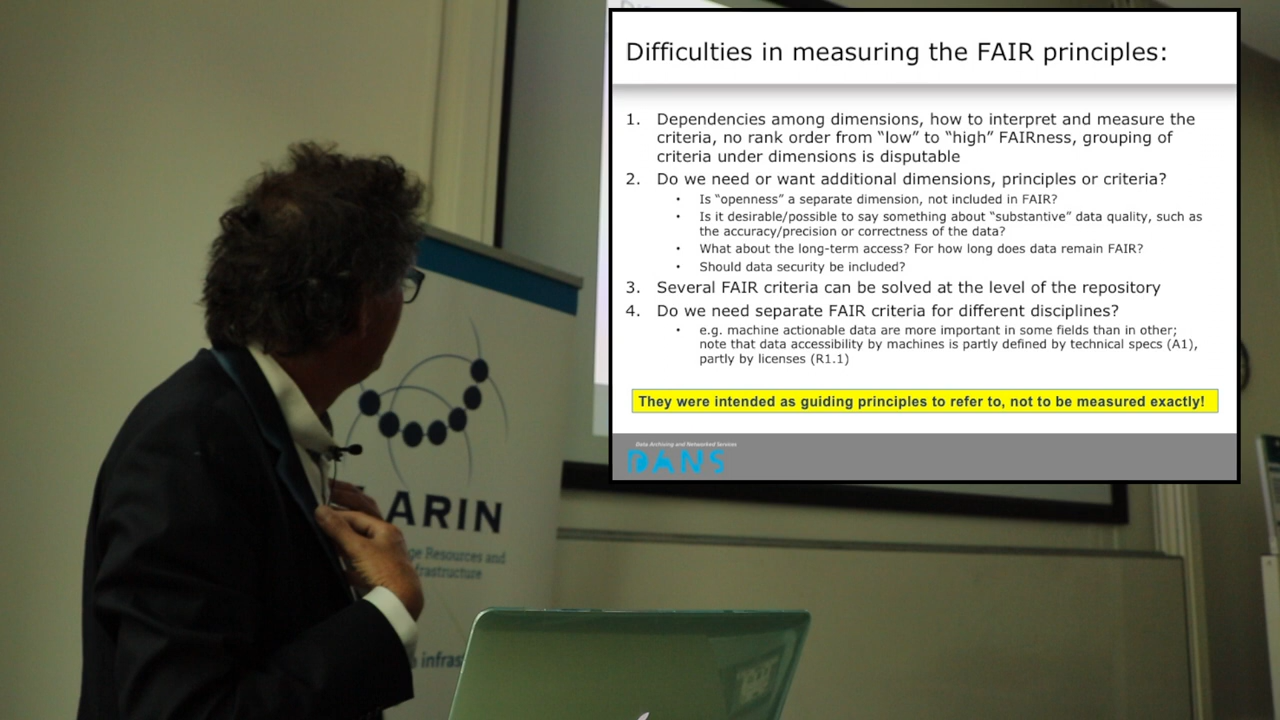 Difficulties in measuring the FAIR principles:
1. Dependencies among dimensions, how to interpret and measure the
criteria, no rank order from “low” to “high” FAIRness, grouping of
criteria under dimensions is disputable
2. Do we need or want additional dimensions, principles or criteria?
• Is “openness” a separate dimension, not included in FAIR?
• Is it desirable/possible to say something about “substantive” data quality, such as
the accuracy/precision or correctness of the data?
• What about the long-term access? For how long does data remain FAIR?
• Should data security be included?
3. Several FAIR criteria can be solved at the level of the repository
4. Do we need separate FAIR criteria for different disciplines?
• e.g. machine actionable data are more important in some fields than in other;
note that data accessibility by machines is partly defined by technical specs (A1),
partly by licenses (R1.1)
They were intended as guiding principles to refer to, not to be measured exactly!
Data Archiving and Networked Services
DANS
ARIN
ge Resources and
frastructure
infras